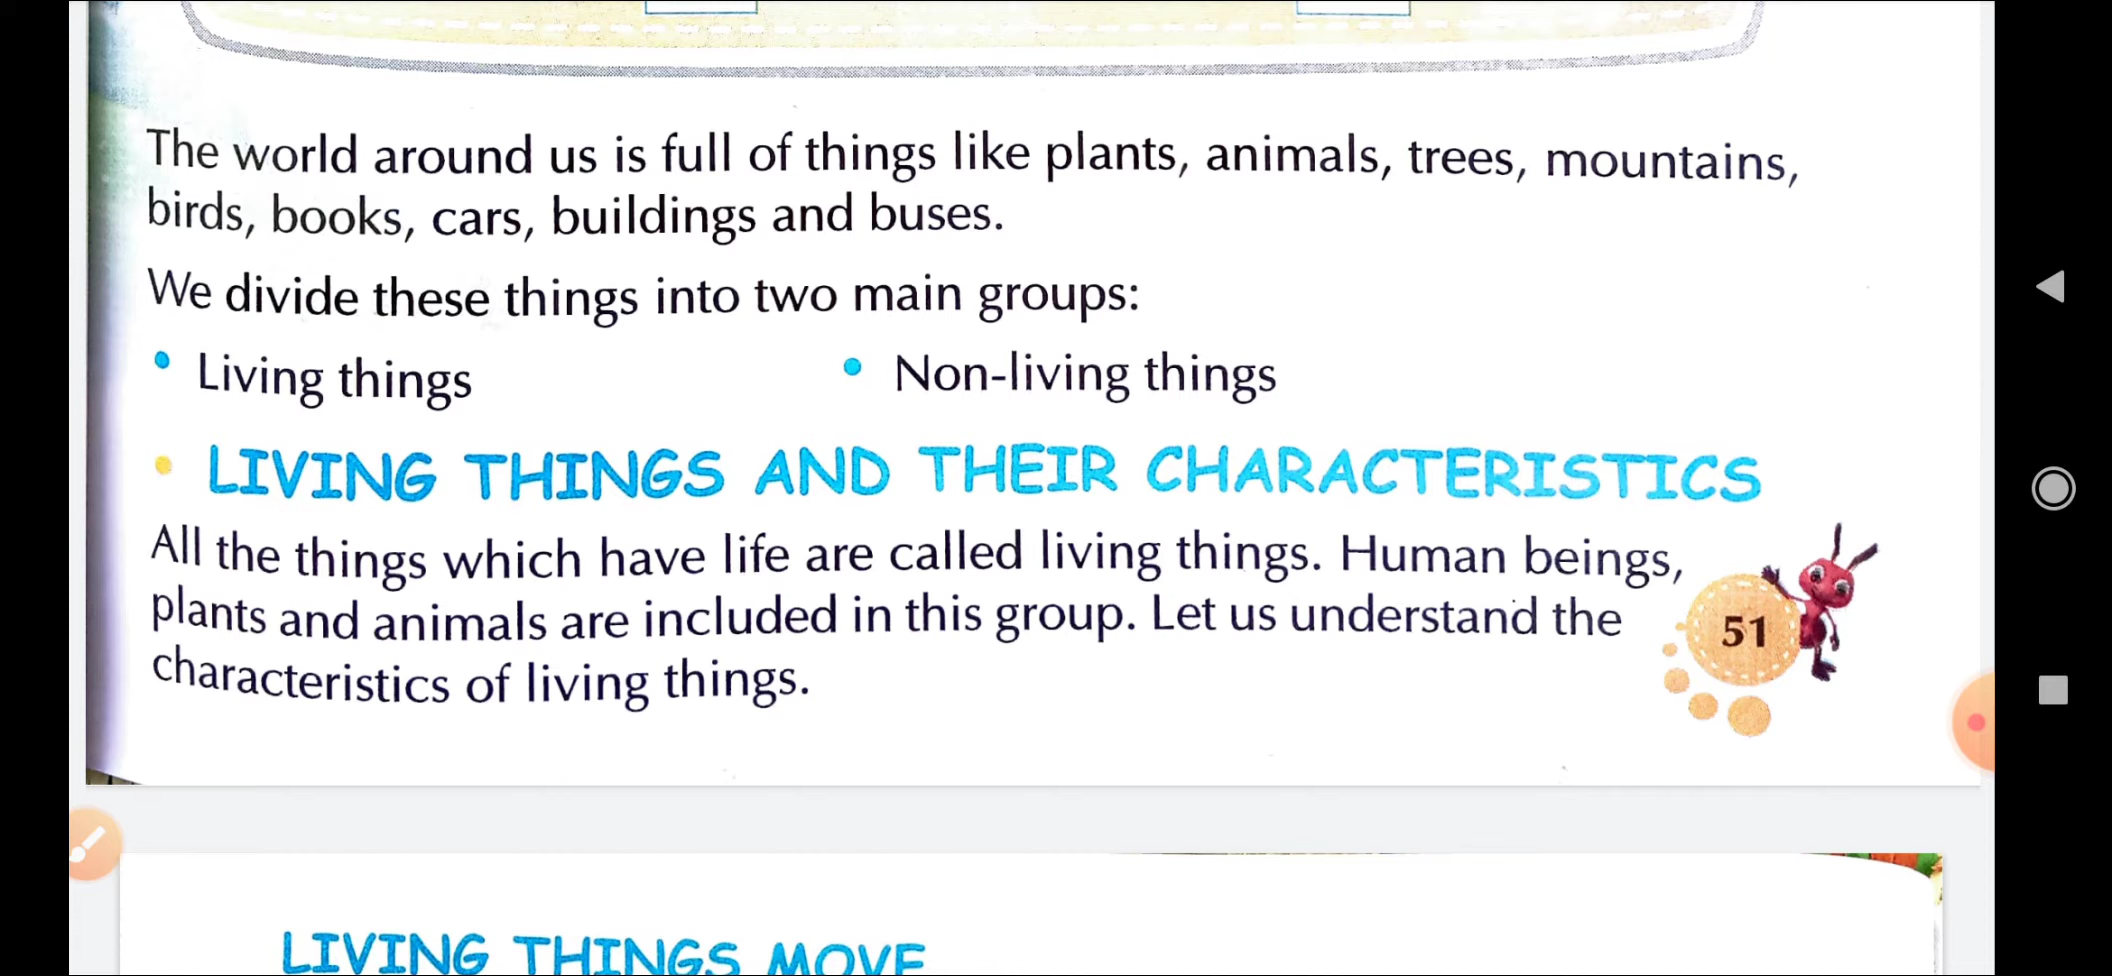 The world around us is full of things like plants, animals, trees, mountains,
birds, books, cars, buildings and buses.
We divide these things into two main groups:
• Living things • Non-living things
• LIVING THINGS AND THEIR CHARACTERISTICS
All the things which have life are called living things. Human beings,
plants and animals are included in this group. Let us understand the
characteristics of living things.
51
LIVING THINGS MOVE